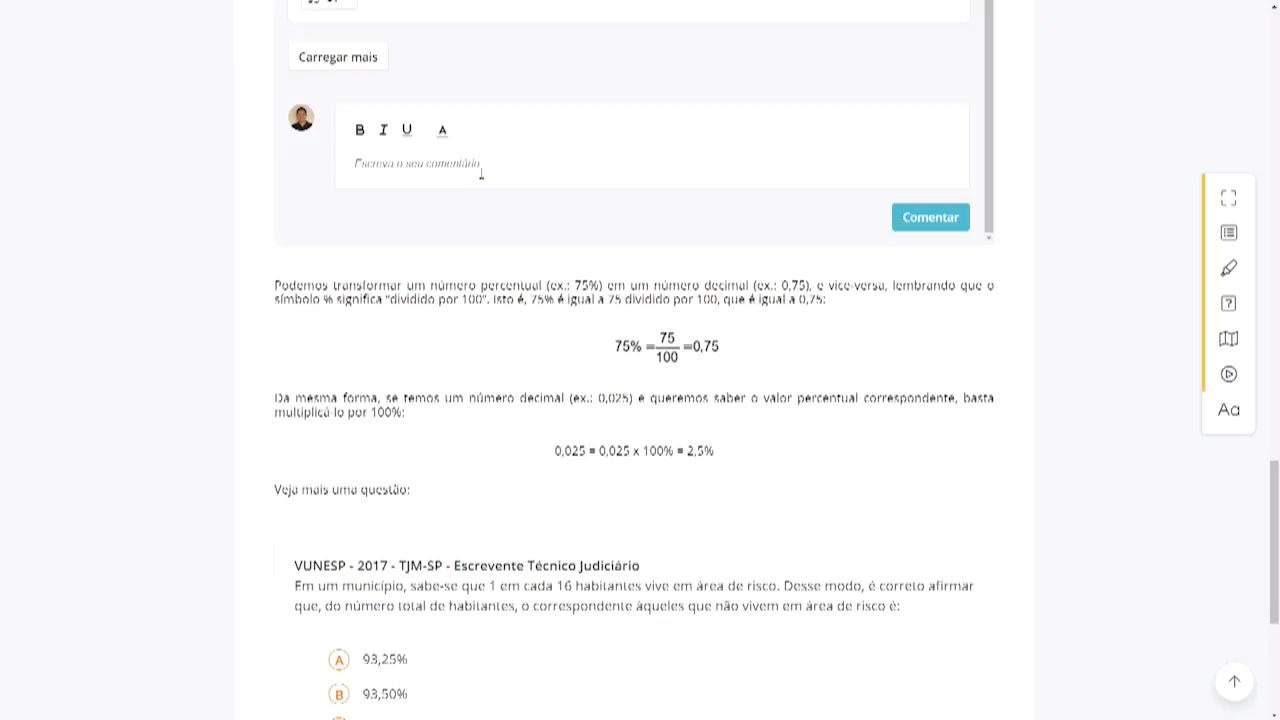 Carregar mais
B I U A
Escreva o seu comentário
Comentar
Podemos transformar um número percentual (ex.: 75%) em um número decimal (ex.: 0,75), e vice-versa, lembrando que o
símbolo % significa "dividido por 100". Isto é, 75% é igual a 75 dividido por 100, que é igual a 0,75:
75% = 75/100 = 0,75
Da mesma forma, se temos um número decimal (ex.: 0,025) e queremos saber o valor percentual correspondente, basta
multiplicá-lo por 100%:
0,025 = 0,025 x 100% = 2,5%
Veja mais uma questão:
VUNESP - 2017 - TJM-SP - Escrevente Técnico Judiciário
Em um município, sabe-se que 1 em cada 16 habitantes vive em área de risco. Desse modo, é correto afirmar
que, do número total de habitantes, o correspondente àqueles que não vivem em área de risco é:
A 93,25%
B 93,50%
Aa